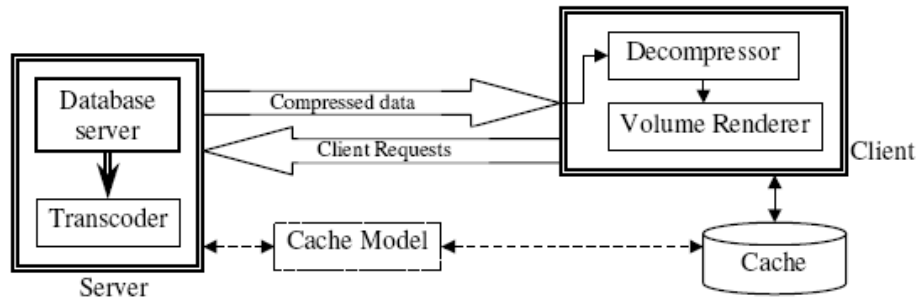 Database
server
Transcoder
Server
Compressed data
Client Requests
Cache Model
Decompressor
Volume Renderer
Client
Cache